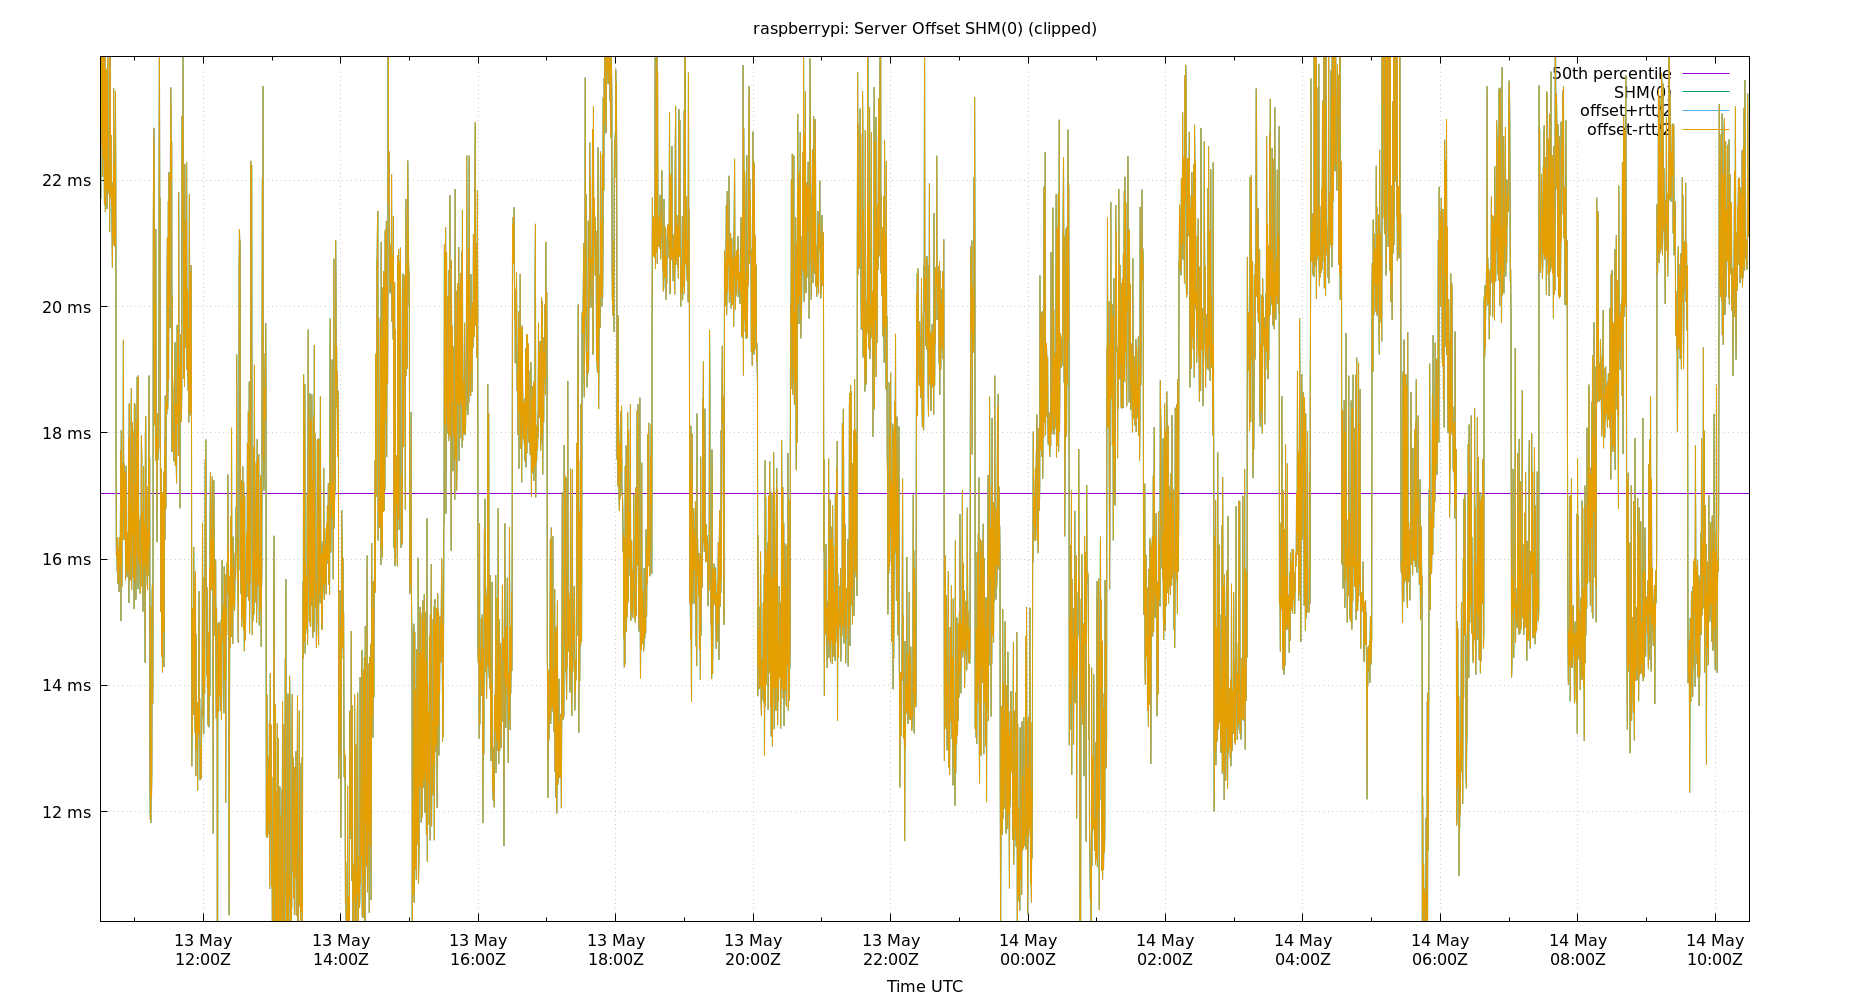 raspberrypi: Server Offset SHM(0) (clipped)
50th percentile
SHM(0)
offset+rtt/2
offset-rtt/2
22 ms
20 ms
18 ms
16 ms
14 ms
12 ms
13 May 13 May 13 May 13 May 13 May 13 May 14 May 14 May 14 May 14 May 14 May 14 May
12:00Z 14:00Z 16:00Z 18:00Z 20:00Z 22:00Z 00:00Z 02:00Z 04:00Z 06:00Z 08:00Z 10:00Z
Time UTC